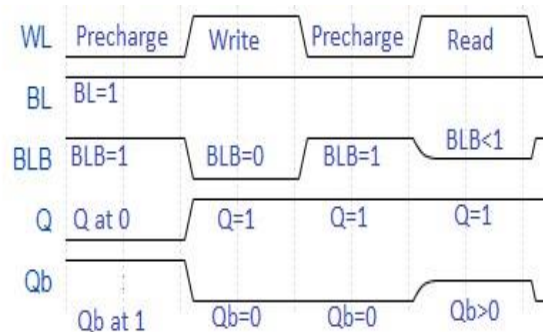 WL Precharge Write Precharge Read
BL BL=1
BLB BLB=1 BLB=0 BLB=1 BLB<1
Q Q at 0 Q=1 Q=1 Q=1
Qb
Qb at 1 Qb=0 Qb=0 Qb>0